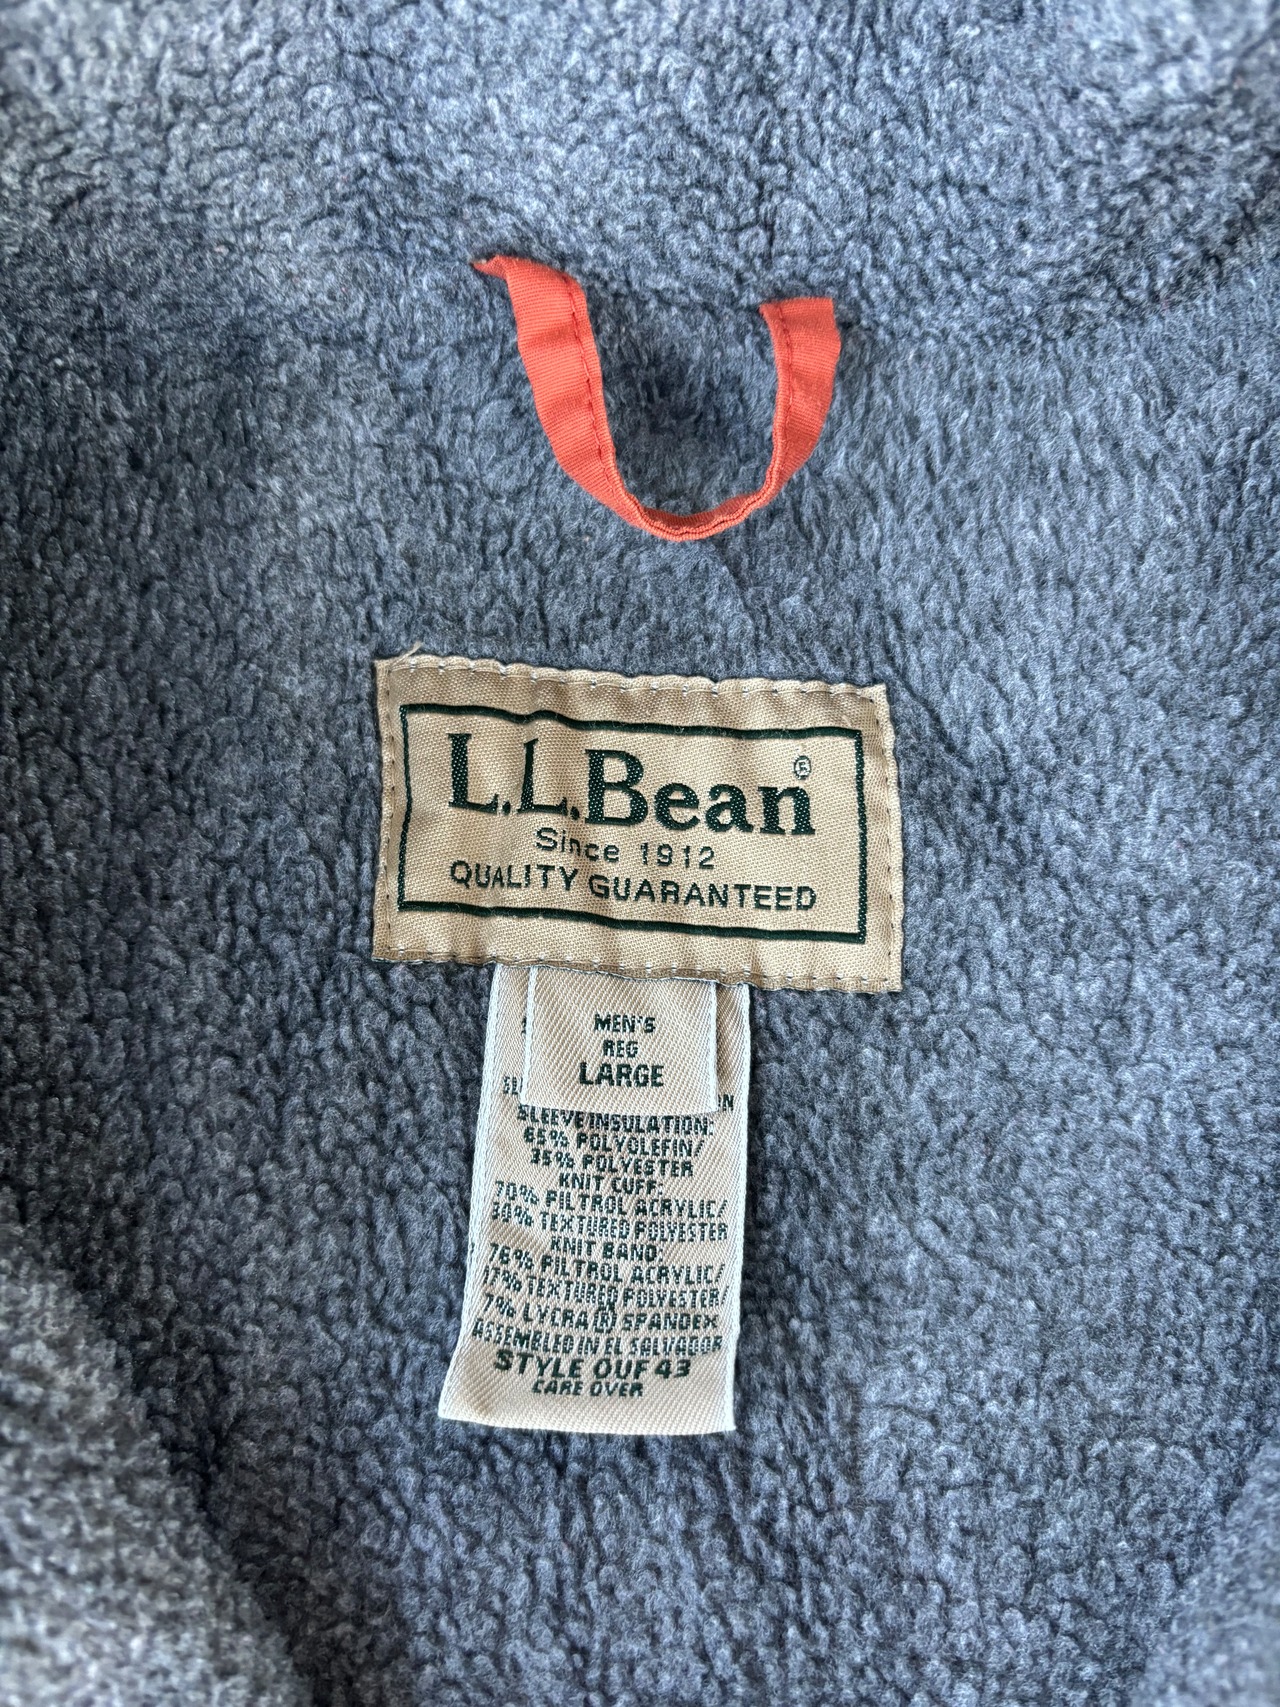 L.L.Bean®
Since 1912
QUALITY GUARANTEED
MEN'S
REG
LARGE
SLEEVE INSULATION:
65% POLYOLEFIN/
35% POLYESTER
KNIT CUFF:
70% PILTROL ACRYLIC/
30% TEXTURED POLYESTER
KNIT BAND:
76% PILTROL ACRYLIC/
17% TEXTURED POLYESTER/
7% LYCRA(R) SPANDEX
ASSEMBLED IN EL SALVADOR
STYLE OUF43
CARE OVER